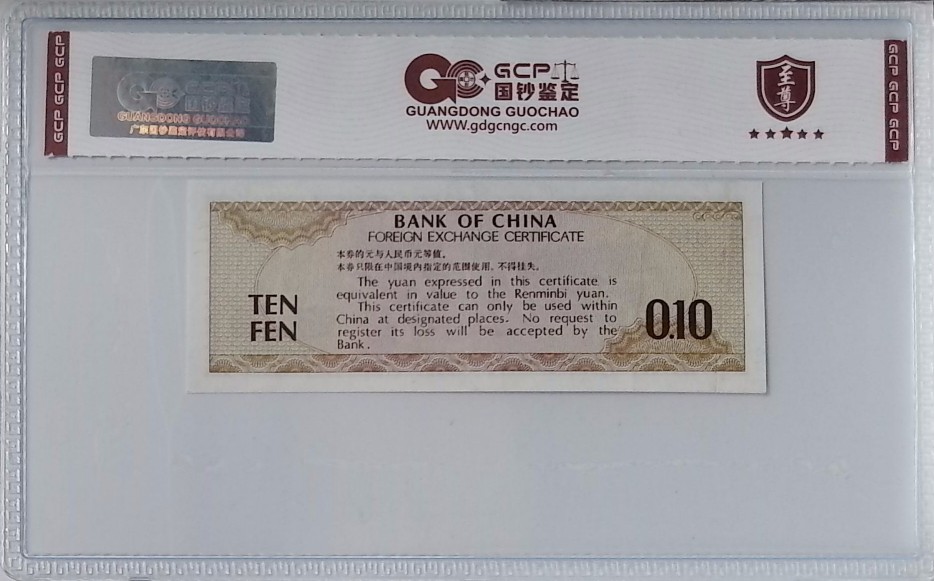 GCP GCP GCP
GUANGDONG GUOCHAO
GCP
国钞鉴定
GUANGDONG GUOCHAO
www.gdgcngc.com
至尊
GCP GCP GCP
BANK OF CHINA
FOREIGN EXCHANGE CERTIFICATE
本券的元与人民币元等值。
本券只限在中国境内指定的范围使用、不得挂失。
The yuan expressed in this certificate is
equivalent in value to the Renminbi yuan.
This certificate can only be used within
China at designated places. No request to
register its loss will be accepted by the
Bank.
TEN
FEN
0.10